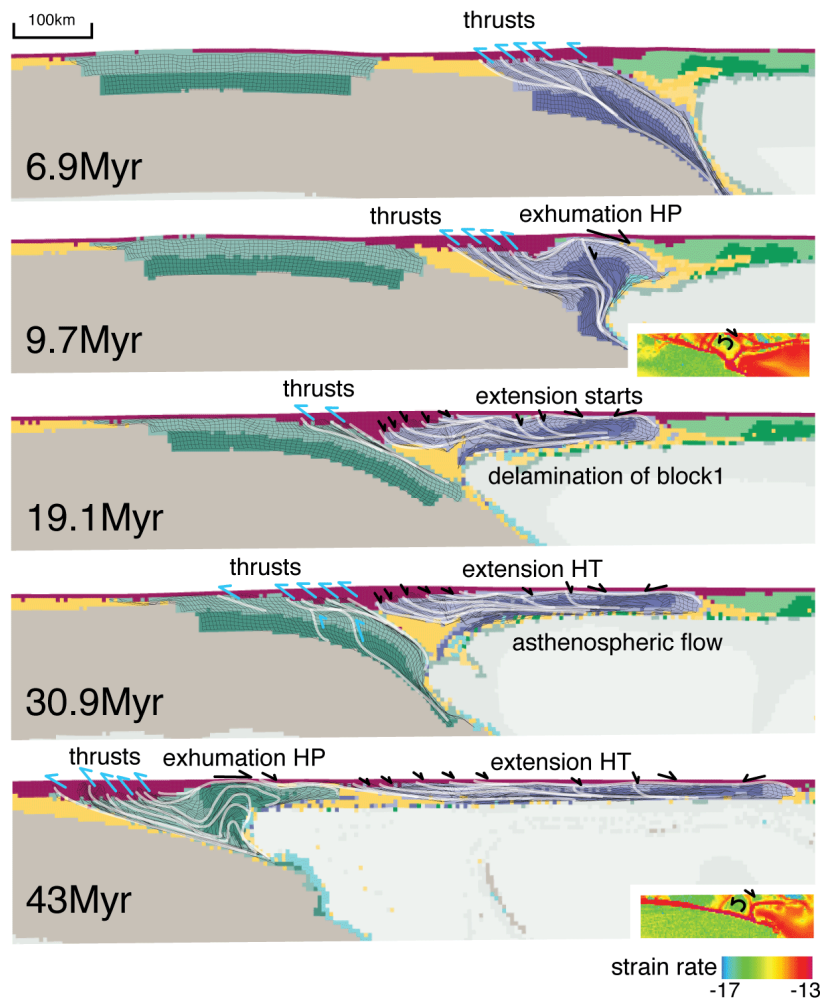 100km
thrusts
6.9Myr
thrusts
exhumation HP
9.7Myr
thrusts
extension starts
delamination of block1
19.1Myr
thrusts
extension HT
asthenospheric flow
30.9Myr
thrusts
exhumation HP
extension HT
43Myr
strain rate
-17
-13